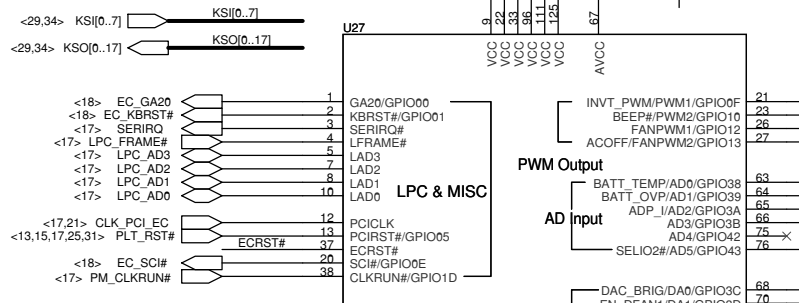 <29,34> KSI[0..7] KSI[0..7]
<29,34> KSO[0..17] KSO[0..17]
U27
9 22 33 96 111 125 67
VCC VCC VCC VCC VCC VCC AVCC
<18> EC_GA20 1 GA20/GPIO00
<18> EC_KBRST# 2 KBRST#/GPIO01
<17> SERIRQ 3 SERIRQ#
<17> LPC_FRAME# 4 LFRAME#
<17> LPC_AD3 5 LAD3
<17> LPC_AD2 7 LAD2
<17> LPC_AD1 8 LAD1
<17> LPC_AD0 10 LAD0
LPC & MISC
<17,21> CLK_PCI_EC 12 PCICLK
<13,15,17,25,31> PLT_RST# 13 PCIRST#/GPIO05
ECRST# 37 ECRST#
<18> EC_SCI# 20 SCI#/GPIO0E
<17> PM_CLKRUN# 38 CLKRUN#/GPIO1D
INVT_PWM/PWM1/GPIO0F 21
BEEP#/PWM2/GPIO10 23
FANPWM1/GPIO12 26
ACOFF/FANPWM2/GPIO13 27
PWM Output
BATT_TEMP/AD0/GPIO38 63
BATT_OVP/AD1/GPIO39 64
ADP_I/AD2/GPIO3A 65
AD3/GPIO3B 66
AD4/GPIO42 75
SELIO2#/AD5/GPIO43 76
AD Input
DAC_BRIG/DA0/GPIO3C 68
70